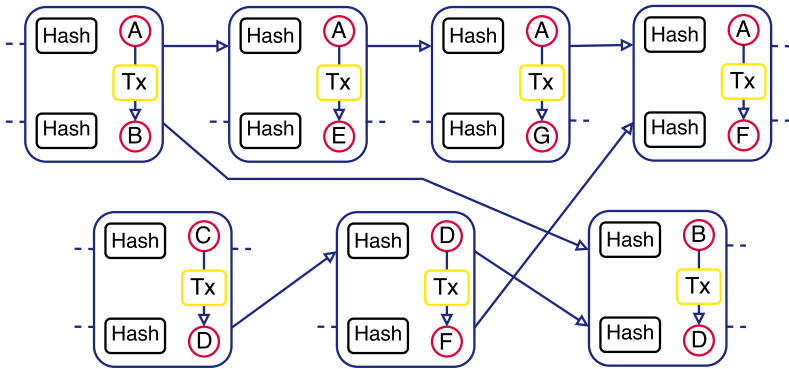 Hash A Hash A Hash A Hash A
Tx Tx Tx Tx
Hash B Hash E Hash G Hash F
Hash C Hash D Hash B
Tx Tx Tx
Hash D Hash F Hash D